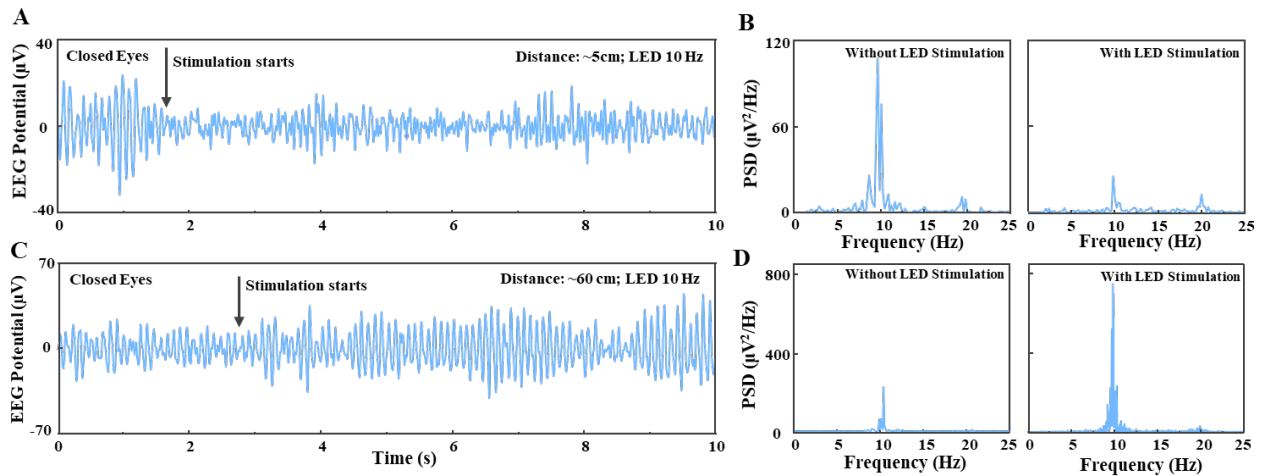 A
40
0
-40
EEG Potential (μV)
Closed Eyes
Stimulation starts
Distance: ~5cm; LED 10 Hz
0 2 4 6 8 10
B
120
60
0
PSD (μV²/Hz)
Without LED Stimulation
0 5 10 15 20 25
Frequency (Hz)
With LED Stimulation
5 10 15 20 25
Frequency (Hz)
C
70
0
-70
EEG Potential (μV)
Closed Eyes
Stimulation starts
Distance: ~60 cm; LED 10 Hz
0 2 4 6 8 10
Time (s)
D
800
400
0
PSD (μV²/Hz)
Without LED Stimulation
0 5 10 15 20 25
Frequency (Hz)
With LED Stimulation
5 10 15 20 25
Frequency (Hz)